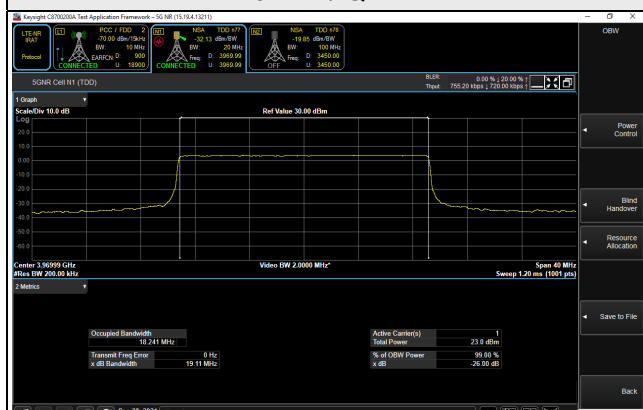 Keysight C8700200A Test Application Framework – 5G NR (15.19.4.13211)
LTE-NR IRAT
Protocol
L1 PCC / FDD 2
-70.00 dBm/15kHz
BW: 10 MHz
EARFCN D: 900
U: 18900
CONNECTED
N1 NSA TDD n77
-32.13 dBm/BW
BW: 20 MHz
Freq: D: 3969.99
U: 3969.99
CONNECTED
N2 NSA TDD n78
-19.85 dBm/BW
BW: 100 MHz
Freq: D: 3450.00
U: 3450.00
OFF
OBW
5GNR Cell N1 (TDD)
BLER: 0.00 % ↓ 20.00 % ↑
Thput: 755.20 kbps ↓ 720.00 kbps ↑
1 Graph
Scale/Div 10.0 dB
Ref Value 30.00 dBm
Log
20.0
10.0
0.00
-10.0
-20.0
-30.0
-40.0
-50.0
-60.0
Center 3.96999 GHz
Video BW 2.0000 MHz*
Span 40 MHz
#Res BW 200.00 kHz
Sweep 1.20 ms (1001 pts)
2 Metrics
Occupied Bandwidth
18.241 MHz
Transmit Freq Error 0 Hz
x dB Bandwidth 19.11 MHz
Active Carrier(s) 1
Total Power 23.0 dBm
% of OBW Power 99.00 %
x dB -26.00 dB
Power Control
Blind Handover
Resource Allocation
Save to File
Back